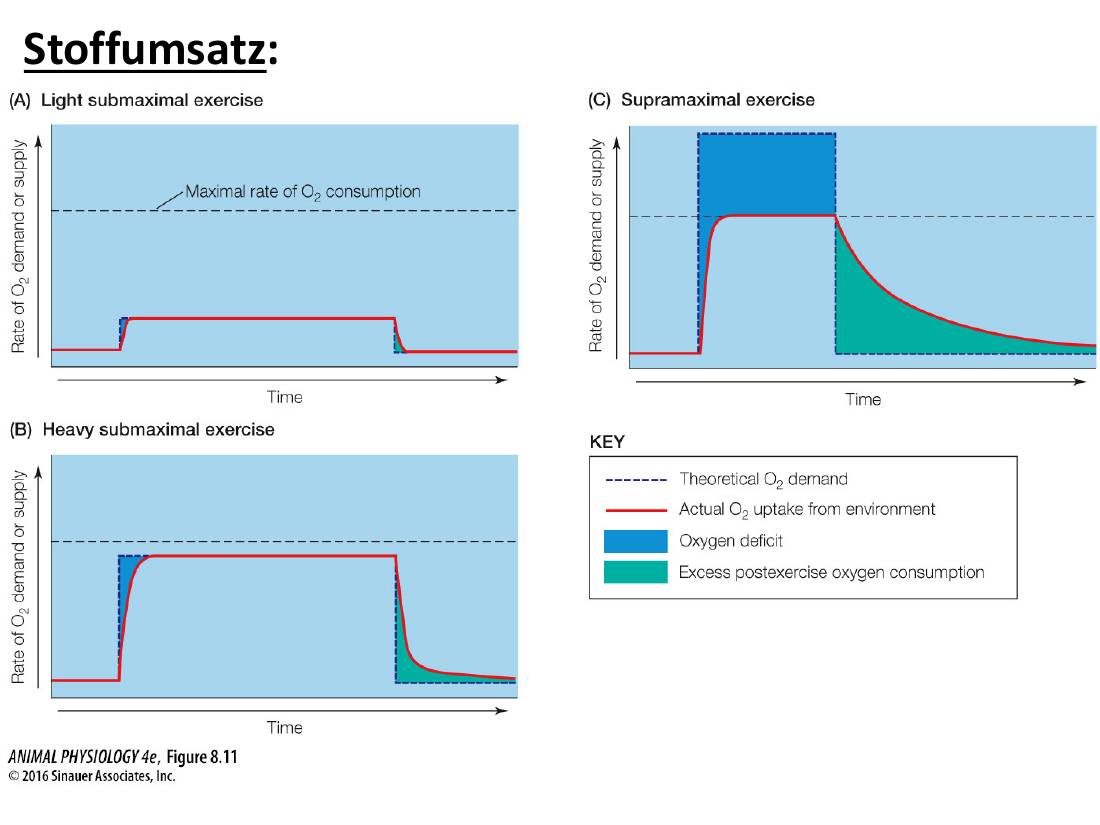 Stoffumsatz:
(A) Light submaximal exercise
Rate of O2 demand or supply
Maximal rate of O2 consumption
Time
(B) Heavy submaximal exercise
Rate of O2 demand or supply
Time
(C) Supramaximal exercise
Rate of O2 demand or supply
Time
KEY
Theoretical O2 demand
Actual O2 uptake from environment
Oxygen deficit
Excess postexercise oxygen consumption
ANIMAL PHYSIOLOGY 4e, Figure 8.11
© 2016 Sinauer Associates, Inc.